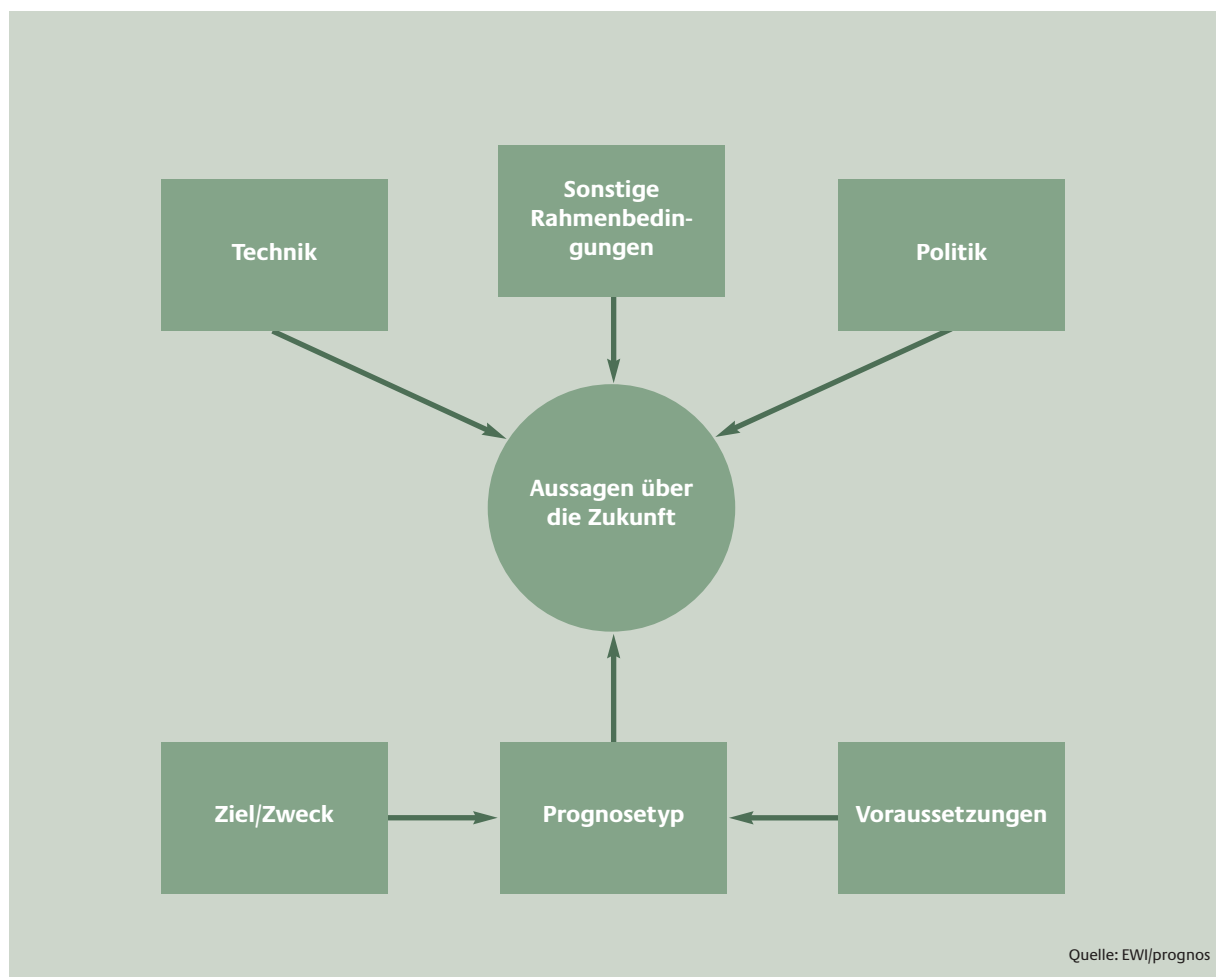 Sonstige
Rahmenbedin-
gungen
Technik
Politik
Aussagen über
die Zukunft
Ziel/Zweck
Prognosetyp
Voraussetzungen
Quelle: EWI/prognos